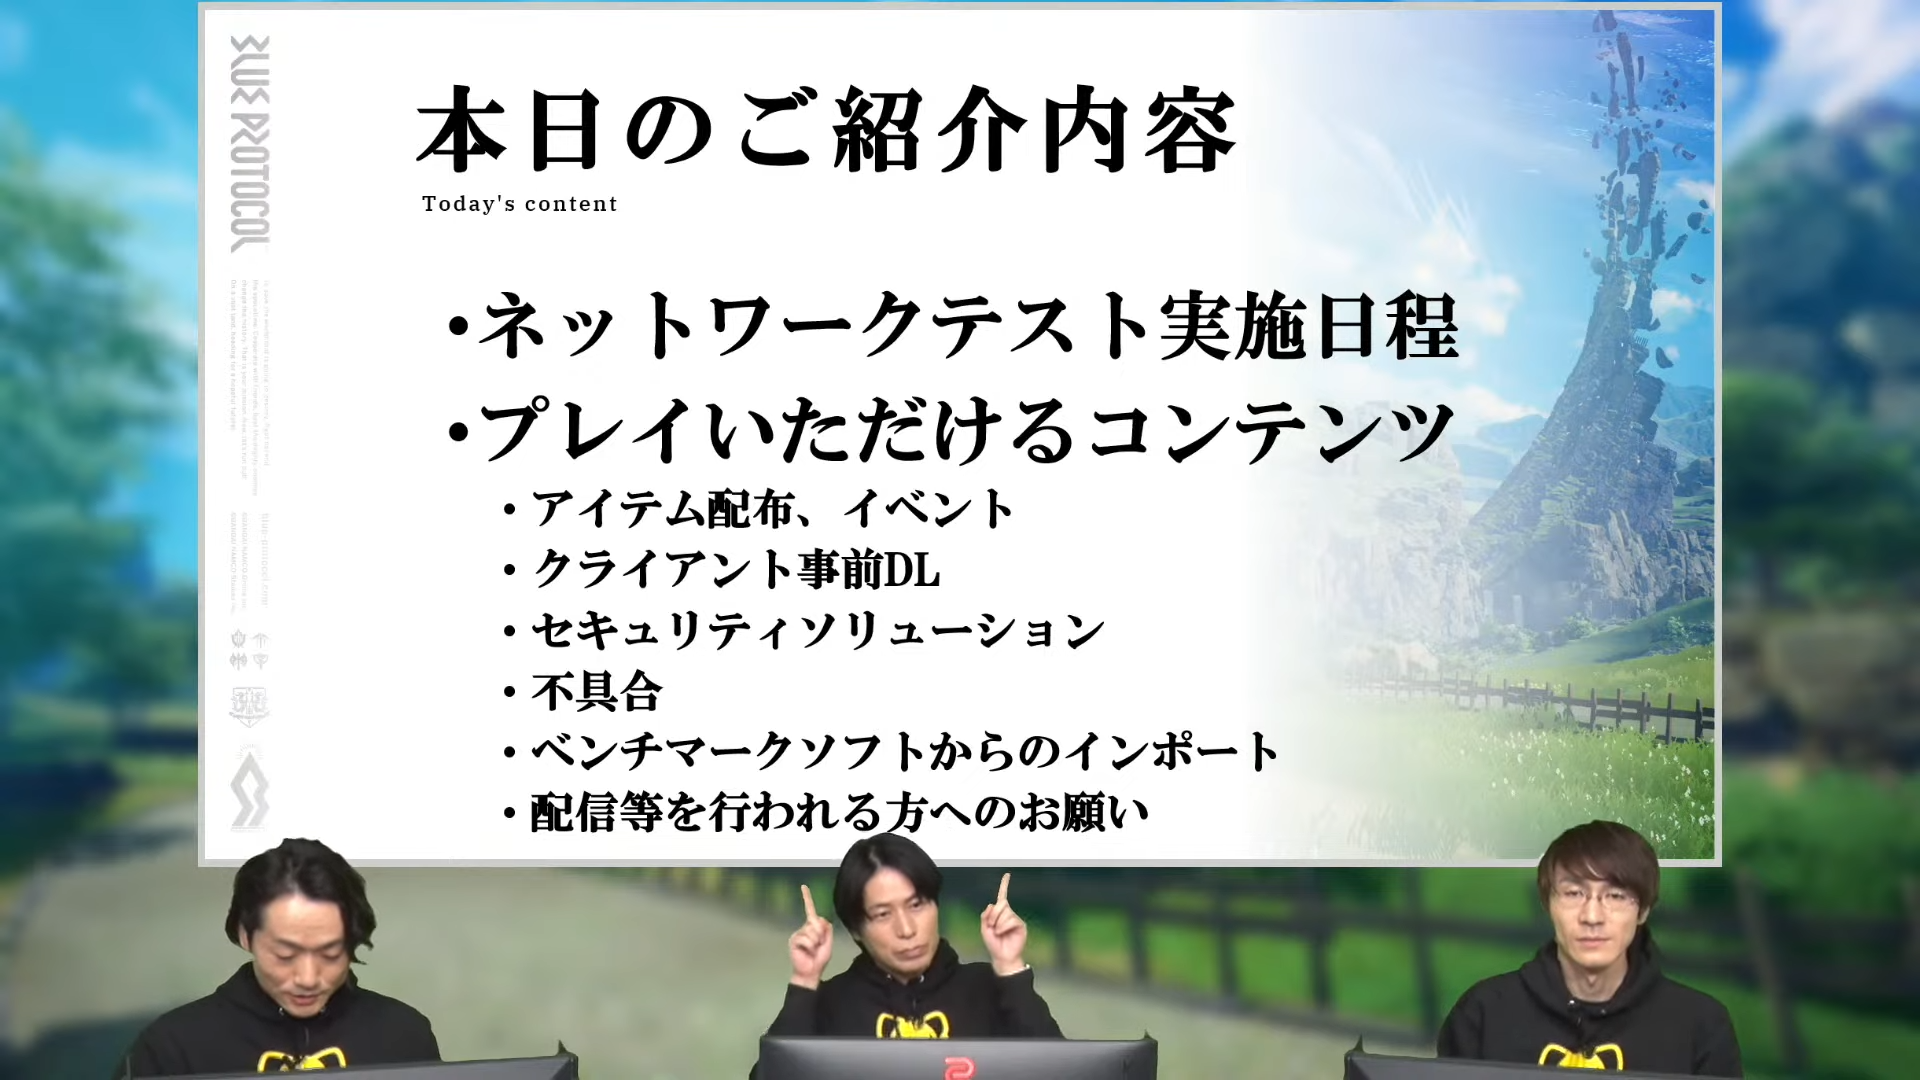 BLUE PROTOCOL
本日のご紹介内容
Today's content
・ネットワークテスト実施日程
・プレイいただけるコンテンツ
・アイテム配布、イベント
・クライアント事前DL
・セキュリティソリューション
・不具合
・ベンチマークソフトからのインポート
・配信等を行われる方へのお願い